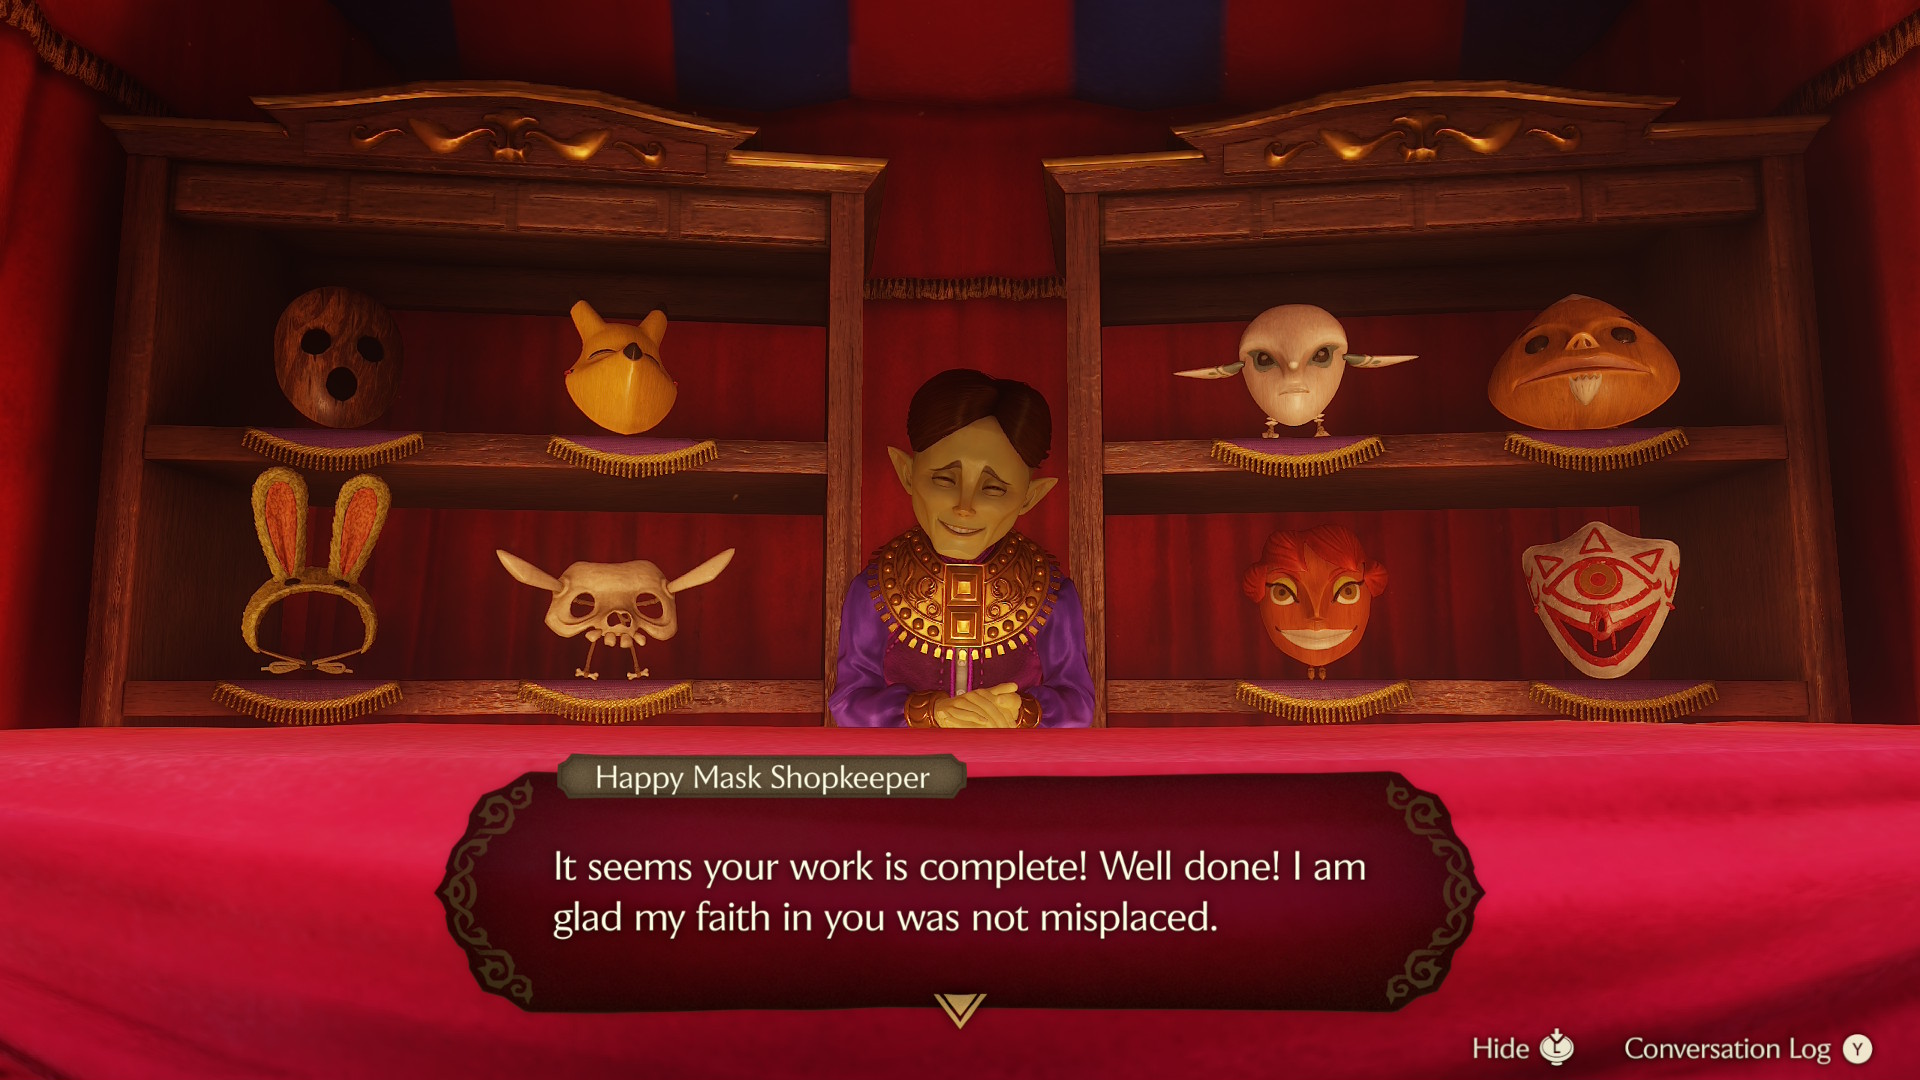 Happy Mask Shopkeeper
It seems your work is complete! Well done! I am
glad my faith in you was not misplaced.
Hide L
Conversation Log Y